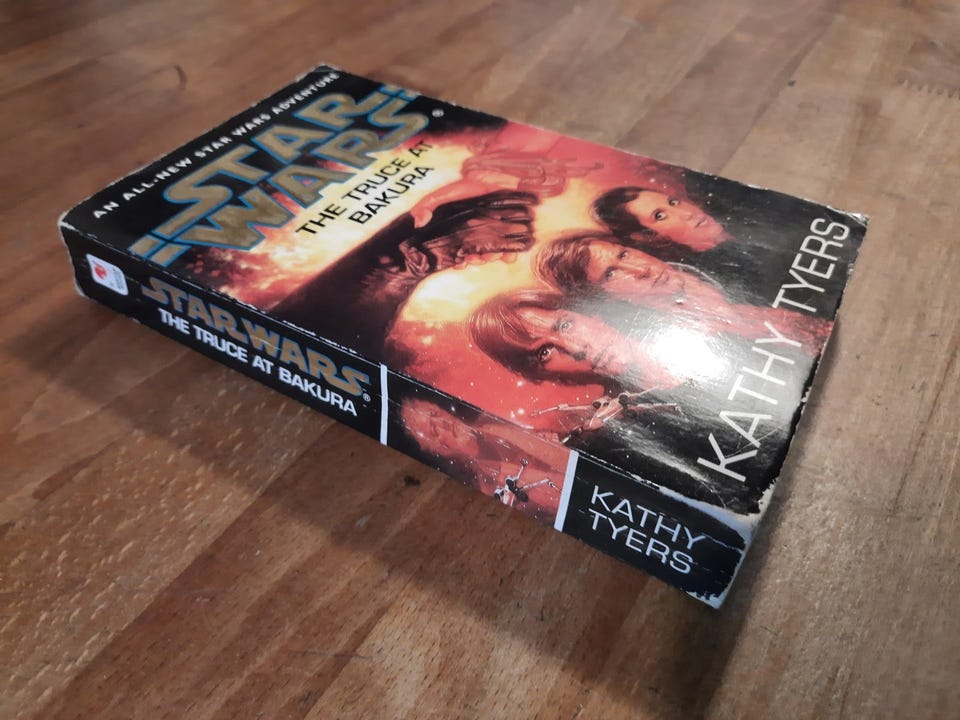 AN ALL-NEW STAR WARS ADVENTURE
STAR
WARS®
THE TRUCE AT
BAKURA
KATHY TYERS
STAR WARS®
THE TRUCE AT BAKURA
KATHY
TYERS